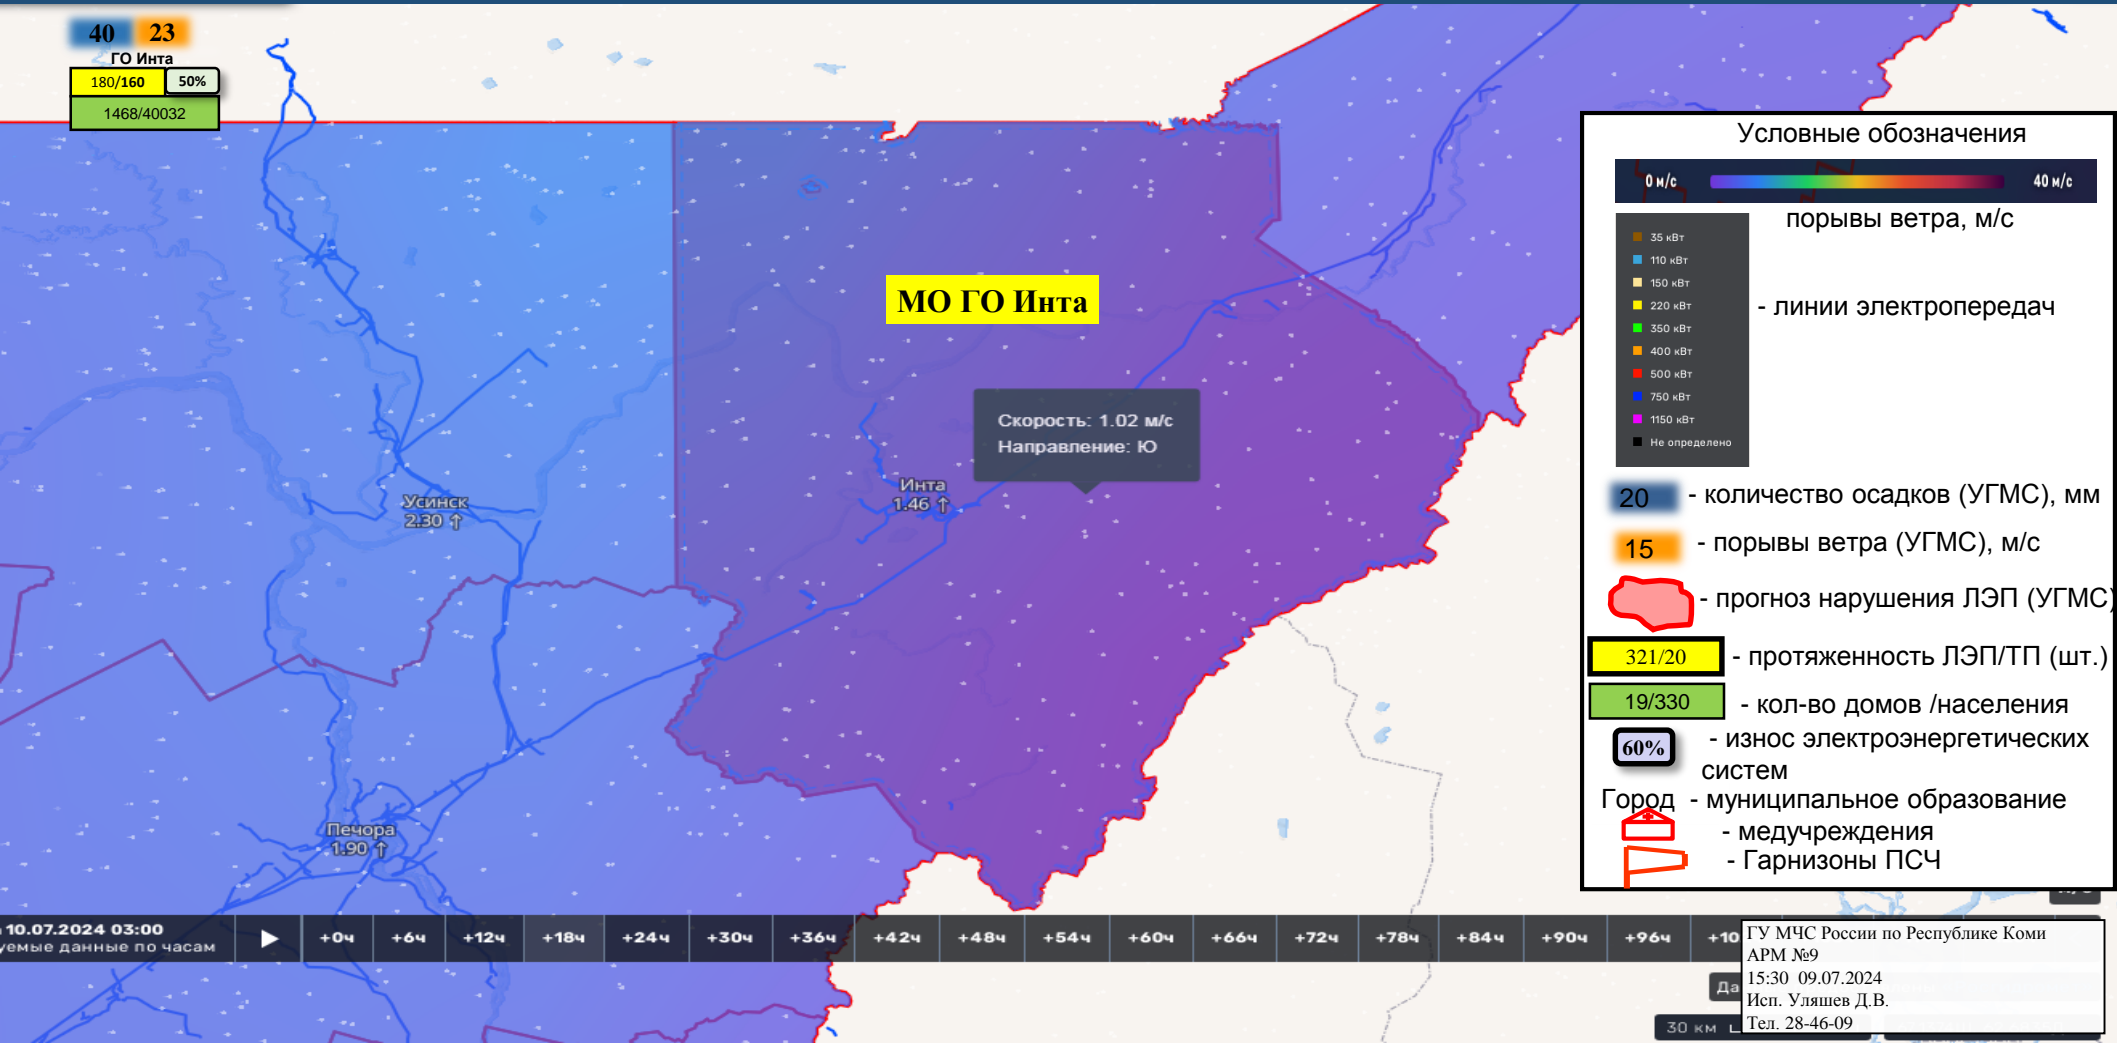 40 23
ГО Инта
180/160 50%
1468/40032
МО ГО Инта
Скорость: 1.02 м/с
Направление: Ю
Инта
1.46 ↑
Усинск
2.30 ↑
Печора
1.90 ↑
Условные обозначения
0 м/с 40 м/с
порывы ветра, м/с
35 кВт
110 кВт
150 кВт
220 кВт
350 кВт
400 кВт
500 кВт
750 кВт
1150 кВт
Не определено
- линии электропередач
20 - количество осадков (УГМС), мм
15 - порывы ветра (УГМС), м/с
- прогноз нарушения ЛЭП (УГМС)
321/20 - протяженность ЛЭП/ТП (шт.)
19/330 - кол-во домов /населения
60% - износ электроэнергетических
систем
Город - муниципальное образование
- медучреждения
- Гарнизоны ПСЧ
10.07.2024 03:00
уемые данные по часам
+0ч +6ч +12ч +18ч +24ч +30ч +36ч +42ч +48ч +54ч +60ч +66ч +72ч +78ч +84ч +90ч +96ч +10
ГУ МЧС России по Республике Коми
АРМ №9
15:30 09.07.2024
Исп. Уляшев Д.В.
Тел. 28-46-09
Да
30 км